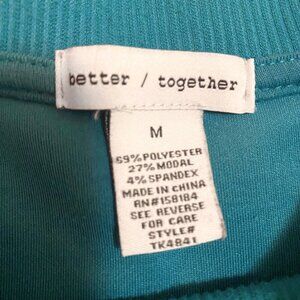 better / together
M
69% POLYESTER
27% MODAL
4% SPANDEX
MADE IN CHINA
RN#158184
SEE REVERSE
FOR CARE
STYLE#
TK4841